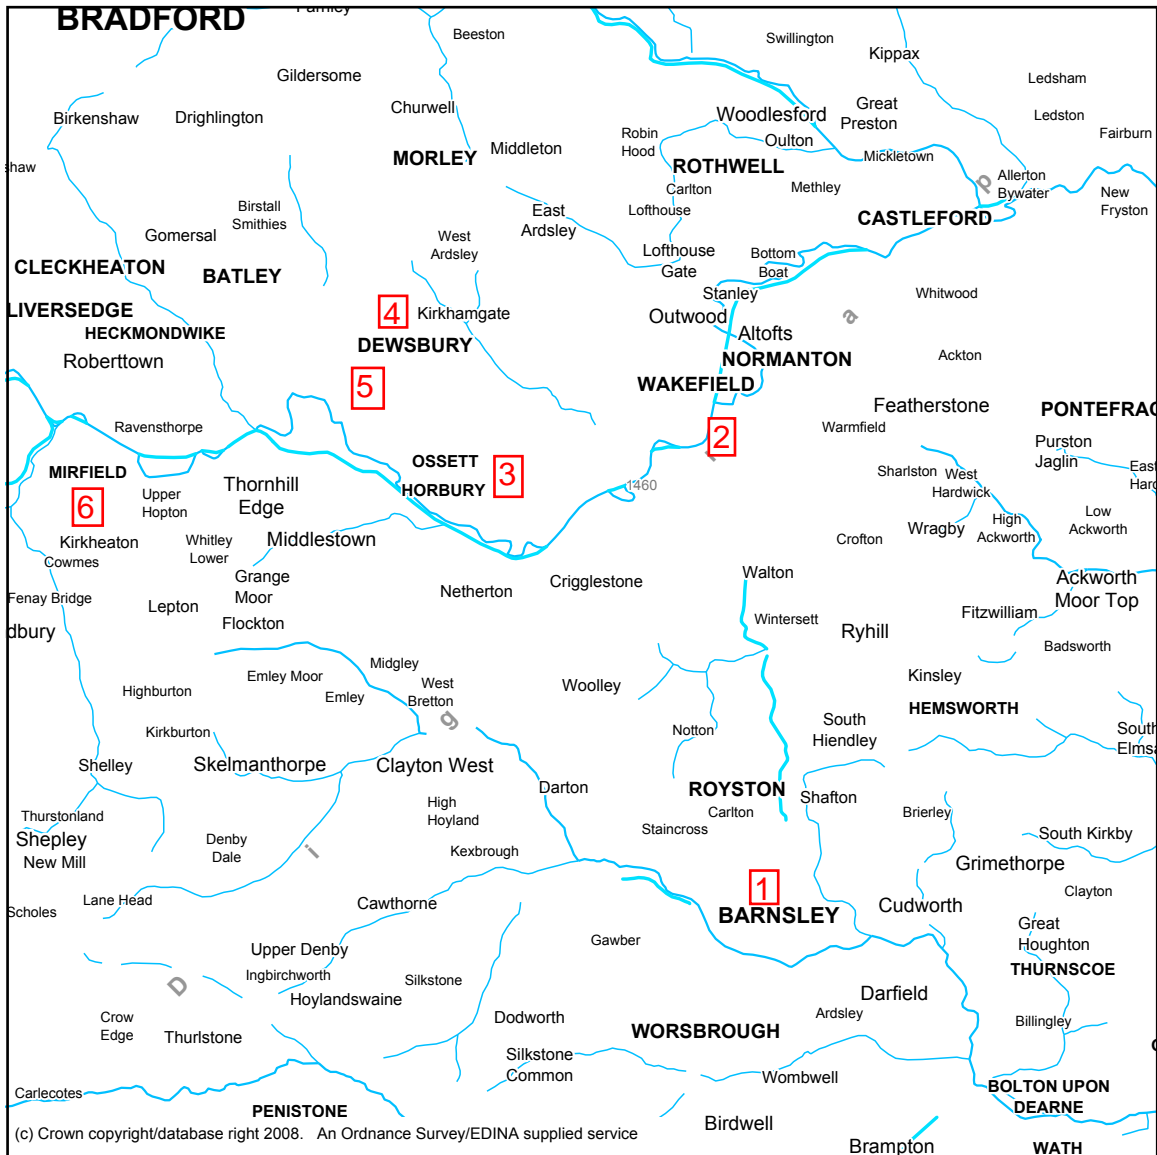 BRADFORD
Farnley
Beeston
Swillington
Kippax
Gildersome
Ledsham
Churwell
Birkenshaw
Drighlington
Woodlesford
Great
Preston
Ledston
Fairburn
Robin
Hood
Oulton
MORLEY
Middleton
Mickletown
shaw
ROTHWELL
Allerton
Bywater
p
Carlton
Methley
New
Fryston
Birstall
Smithies
East
Ardsley
Lofthouse
CASTLEFORD
Gomersal
West
Ardsley
Lofthouse
Gate
Bottom
Boat
CLECKHEATON
BATLEY
Stanley
Whitwood
LIVERSEDGE
4
Kirkhamgate
Outwood
a
HECKMONDWIKE
DEWSBURY
Altofts
Roberttown
NORMANTON
Ackton
5
WAKEFIELD
Featherstone
PONTEFRAC
Ravensthorpe
2
Warmfield
Purston
Jaglin
MIRFIELD
OSSETT
HORBURY
3
Sharlston
West
Hardwick
East
Hard
6
Upper
Hopton
Thornhill
Edge
1460
Low
Ackworth
Kirkheaton
Whitley
Lower
Middlestown
Crofton
Wragby
High
Ackworth
Cowmes
Grange
Moor
Netherton
Crigglestone
Walton
Ackworth
Moor Top
Fenay Bridge
Lepton
Flockton
Wintersett
Fitzwilliam
dbury
Ryhill
Badsworth
Midgley
Emley Moor
Highburton
Emley
West
Bretton
Woolley
Kinsley
g
HEMSWORTH
Kirkburton
Notton
South
Hiendley
South
Elmsa
Shelley
Skelmanthorpe
Clayton West
Darton
ROYSTON
Shafton
Thurstonland
High
Hoyland
Carlton
Brierley
Shepley
New Mill
Denby
Dale
i
Kexbrough
Staincross
South Kirkby
Grimethorpe
1
Clayton
Lane Head
Scholes
Cawthorne
BARNSLEY
Cudworth
Great
Houghton
Upper Denby
Gawber
THURNSCOE
D
Ingbirchworth
Silkstone
Hoylandswaine
Darfield
Crow
Edge
Thurlstone
Dodworth
WORSBROUGH
Ardsley
Billingley
Silkstone
Common
Wombwell
Carlecotes
BOLTON UPON
DEARNE
PENISTONE
Birdwell
(c) Crown copyright/database right 2008. An Ordnance Survey/EDINA supplied service
Brampton
WATH